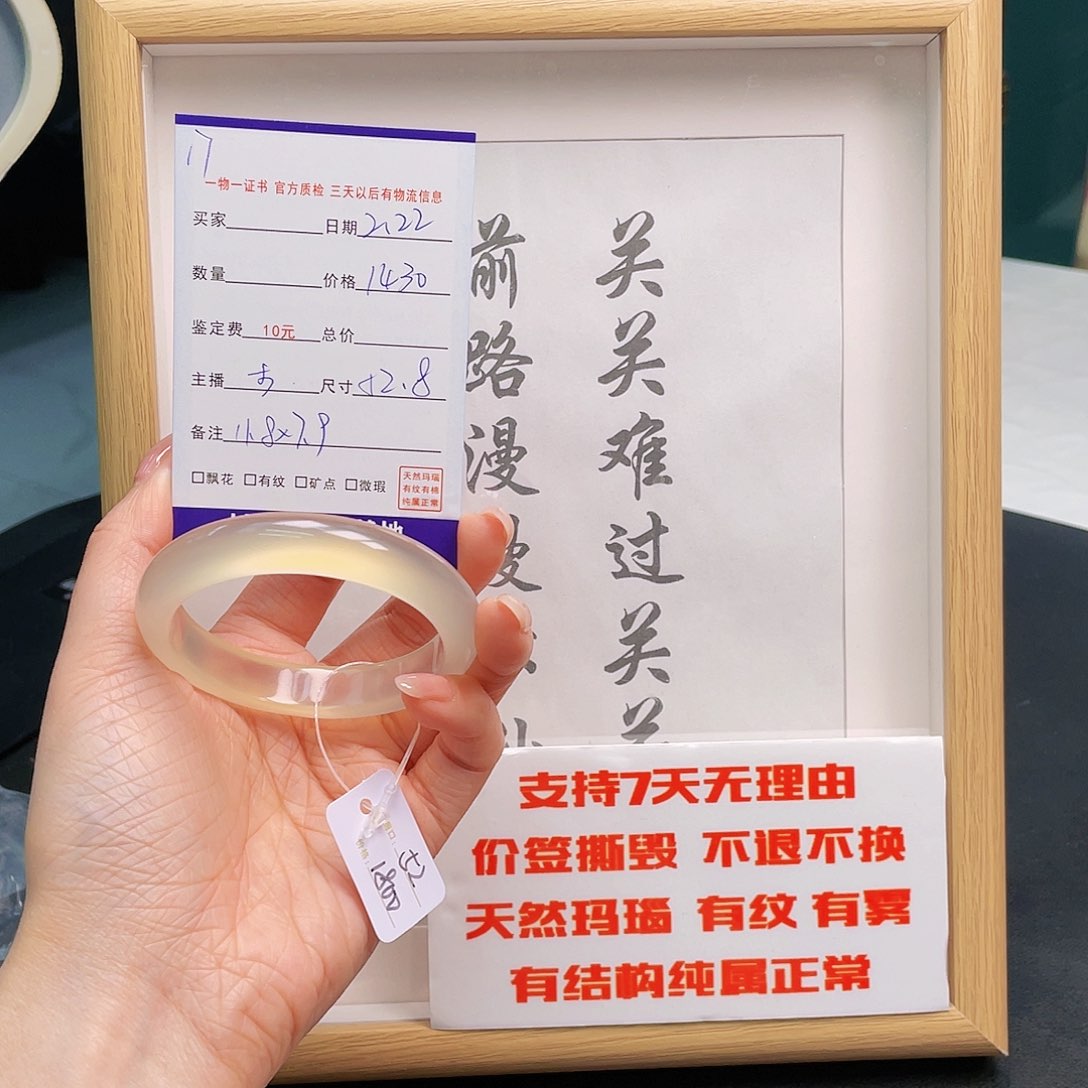 17
一物一证书 官方质检 三天以后有物流信息
买家 日期 2.22
数量 价格 1430
鉴定费 10元 总价
主播 尺寸 52.8
备注 11.8×7.9
□飘花 □有纹 □矿点 □微瑕
天然玛瑙
有纹有棉
纯属正常
52
1800
关关难过关关
前路漫
支持7天无理由
价签撕毁 不退不换
天然玛瑙 有纹 有雾
有结构纯属正常